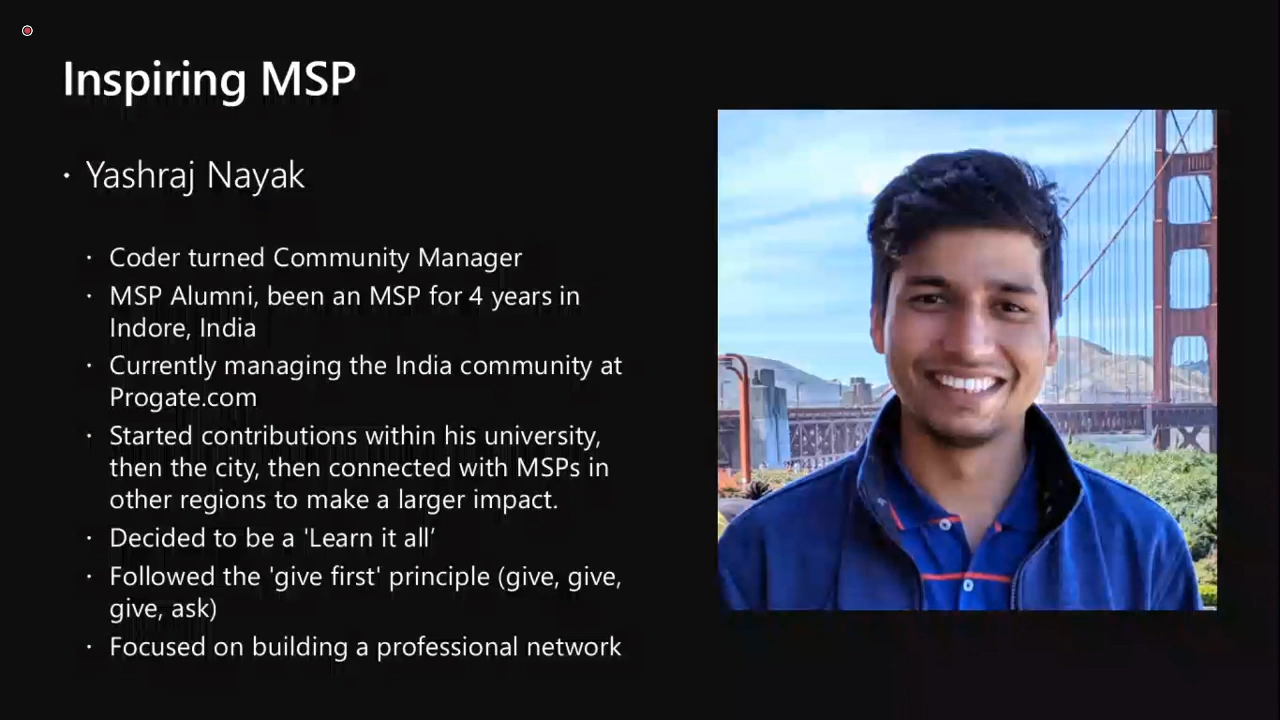 Inspiring MSP
• Yashraj Nayak
• Coder turned Community Manager
• MSP Alumni, been an MSP for 4 years in
Indore, India
• Currently managing the India community at
Progate.com
• Started contributions within his university,
then the city, then connected with MSPs in
other regions to make a larger impact.
• Decided to be a 'Learn it all’
• Followed the 'give first' principle (give, give,
give, ask)
• Focused on building a professional network